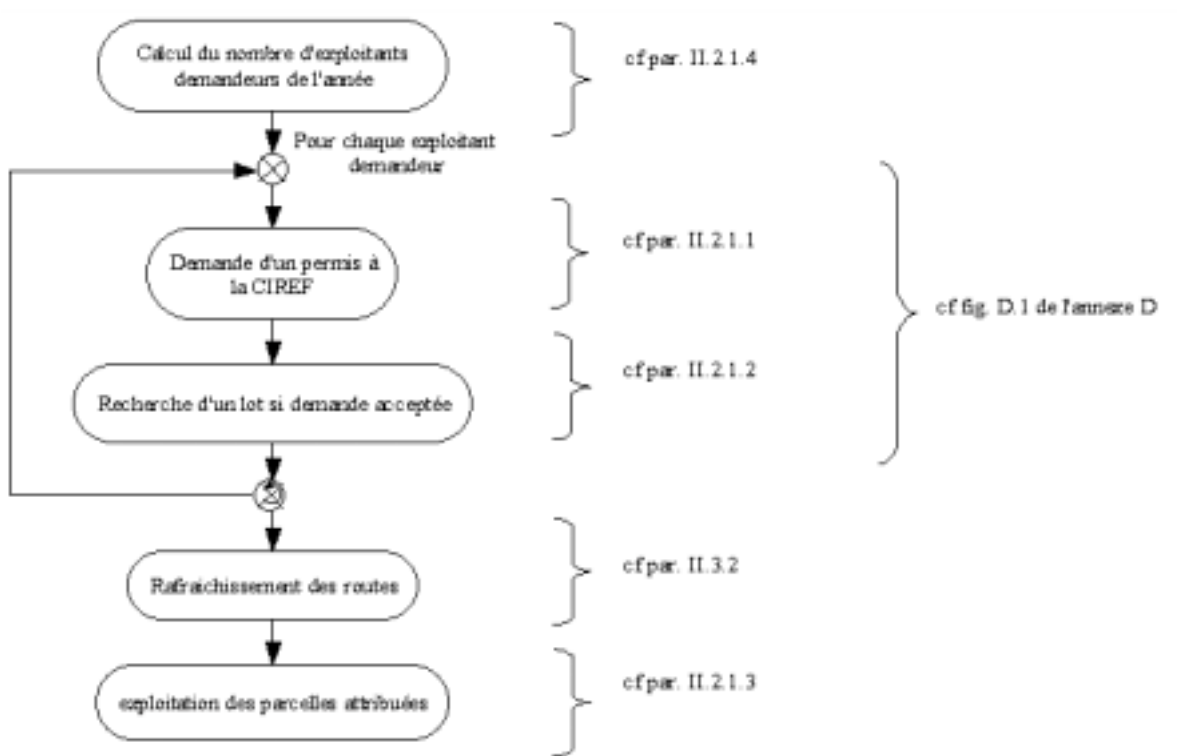 Calcul du nombre d'exploitants
demandeurs de l'année
cf par. II.2.1.4
Pour chaque exploitant
demandeur
Demande d'un permis à
la CIREF
cf par. II.2.1.1
cf fig. D.1 de l'annexe D
Recherche d'un lot si demande acceptée
cf par. II.2.1.2
Rafraichissement des routes
cf par. II.3.2
exploitation des parcelles attribuées
cf par. II.2.1.3